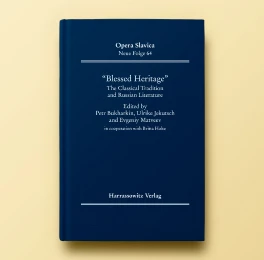 Opera Slavica
Neue Folge 64
“Blessed Heritage”
The Classical Tradition
and Russian Literature
Edited by
Petr Bukharkin, Ulrike Jekutsch
and Evgeniy Matveev
in cooperation with Britta Holtz
Harrassowitz Verlag